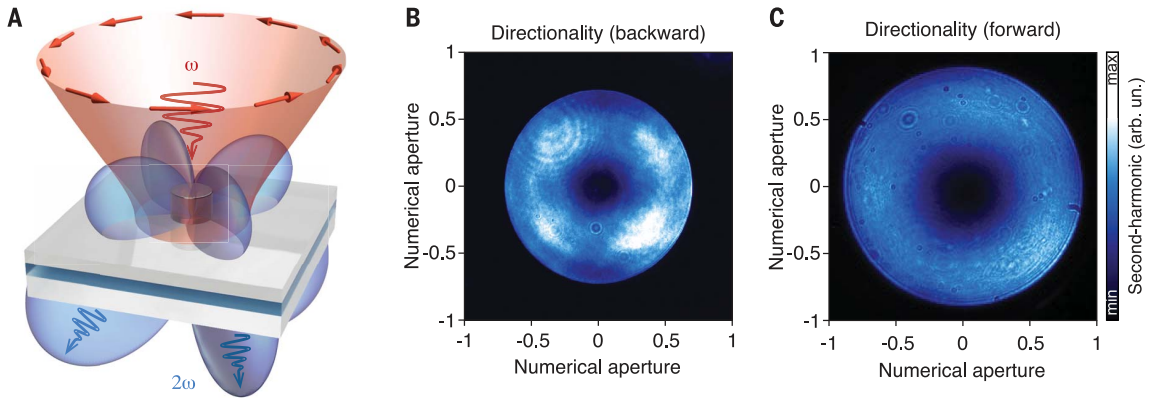 A
ω
2ω
B
Directionality (backward)
1
0.5
0
-0.5
-1
Numerical aperture
-1
-0.5
0
0.5
1
Numerical aperture
C
Directionality (forward)
1
0.5
0
-0.5
-1
Numerical aperture
-1
-0.5
0
0.5
1
Numerical aperture
max
min
Second-harmonic (arb. un.)